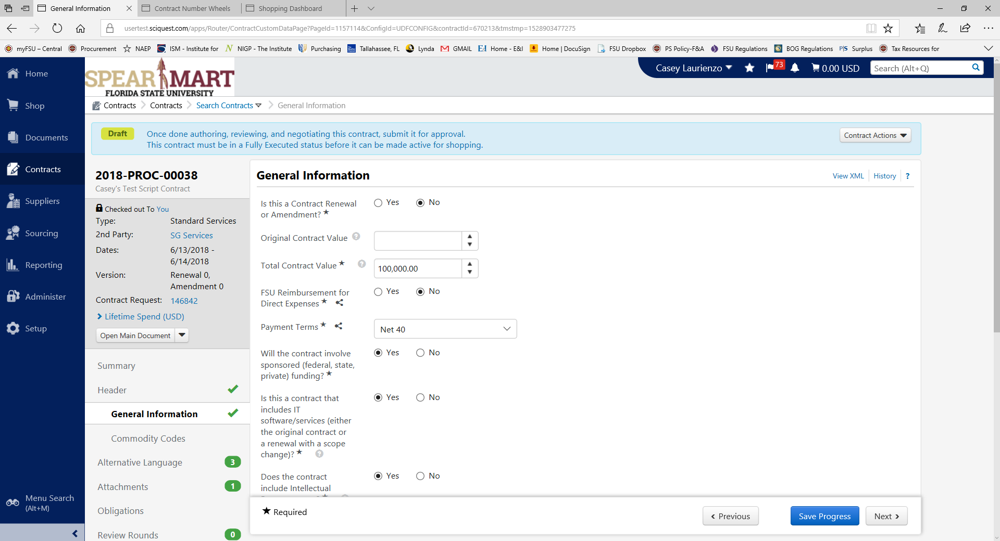 General Information
Contract Number Wheels
Shopping Dashboard
usertest.sciquest.com/apps/Router/ContractCustomDataPage?PageId=1157114&ConfigId=UDFCONFIG&contractId=670213&tmstmp=1528903477275
myFSU – Central
Procurement
NAEP
ISM - Institute for
NIGP - The Institute
Purchasing
Tallahassee, FL
Lynda
GMAIL
Home - E&I
Home | DocuSign
FSU Dropbox
PS Policy-F&A
FSU Regulations
BOG Regulations
Surplus
Tax Resources for
Home
Shop
Documents
Contracts
Suppliers
Sourcing
Reporting
Administer
Setup
Menu Search
(Alt+M)
SPEAR MART
FLORIDA STATE UNIVERSITY
Casey Laurienzo
73
0.00 USD
Search (Alt+Q)
Contracts
Contracts
Search Contracts
General Information
Draft
Once done authoring, reviewing, and negotiating this contract, submit it for approval.
This contract must be in a Fully Executed status before it can be made active for shopping.
Contract Actions
2018-PROC-00038
Casey's Test Script Contract
Checked out To You
Type: Standard Services
2nd Party: SG Services
Dates: 6/13/2018 -
6/14/2018
Version: Renewal 0,
Amendment 0
Contract Request: 146842
Lifetime Spend (USD)
Open Main Document
Summary
Header
General Information
Commodity Codes
Alternative Language 3
Attachments 1
Obligations
Review Rounds 0
General Information
View XML
History
?
Is this a Contract Renewal
or Amendment? ★
Yes No
Original Contract Value ?
Total Contract Value ★ ?
100,000.00
FSU Reimbursement for
Direct Expenses ★
Yes No
Payment Terms ★
Net 40
Will the contract involve
sponsored (federal, state,
private) funding? ★
Yes No
Is this a contract that
includes IT
software/services (either
the original contract or
a renewal with a scope
change)? ★ ?
Yes No
Does the contract
include Intellectual
Yes No
★ Required
‹ Previous
Save Progress
Next ›